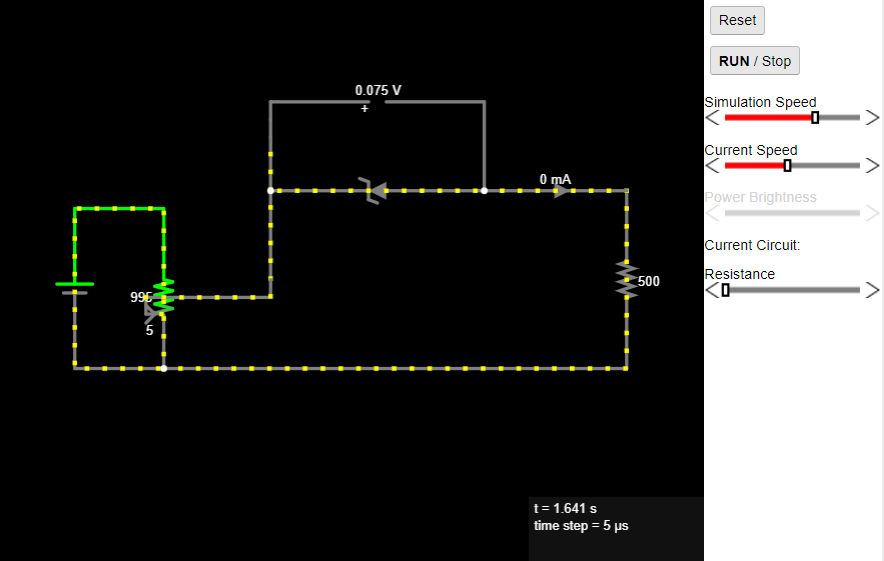 Reset
RUN / Stop
Simulation Speed
Current Speed
Power Brightness
Current Circuit:
Resistance
0.075 V
+
0 mA
995
5
500
t = 1.641 s
time step = 5 µs